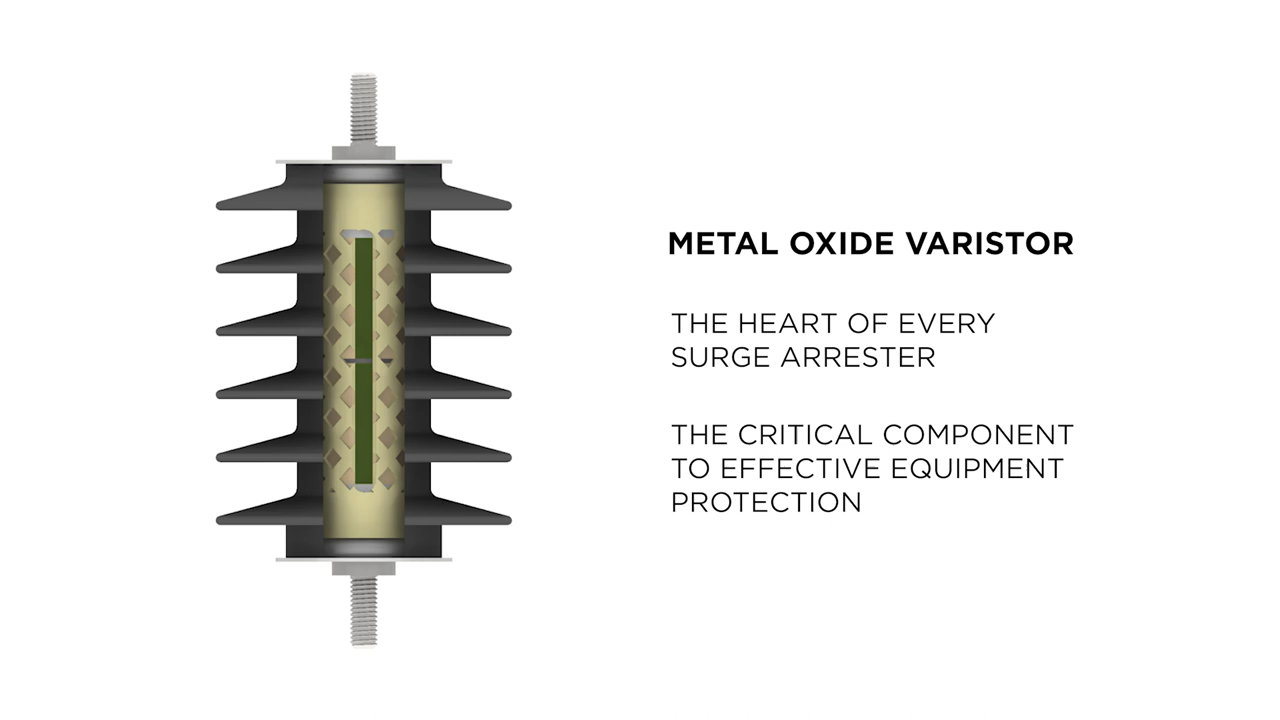 METAL OXIDE VARISTOR
THE HEART OF EVERY
SURGE ARRESTER
THE CRITICAL COMPONENT
TO EFFECTIVE EQUIPMENT
PROTECTION